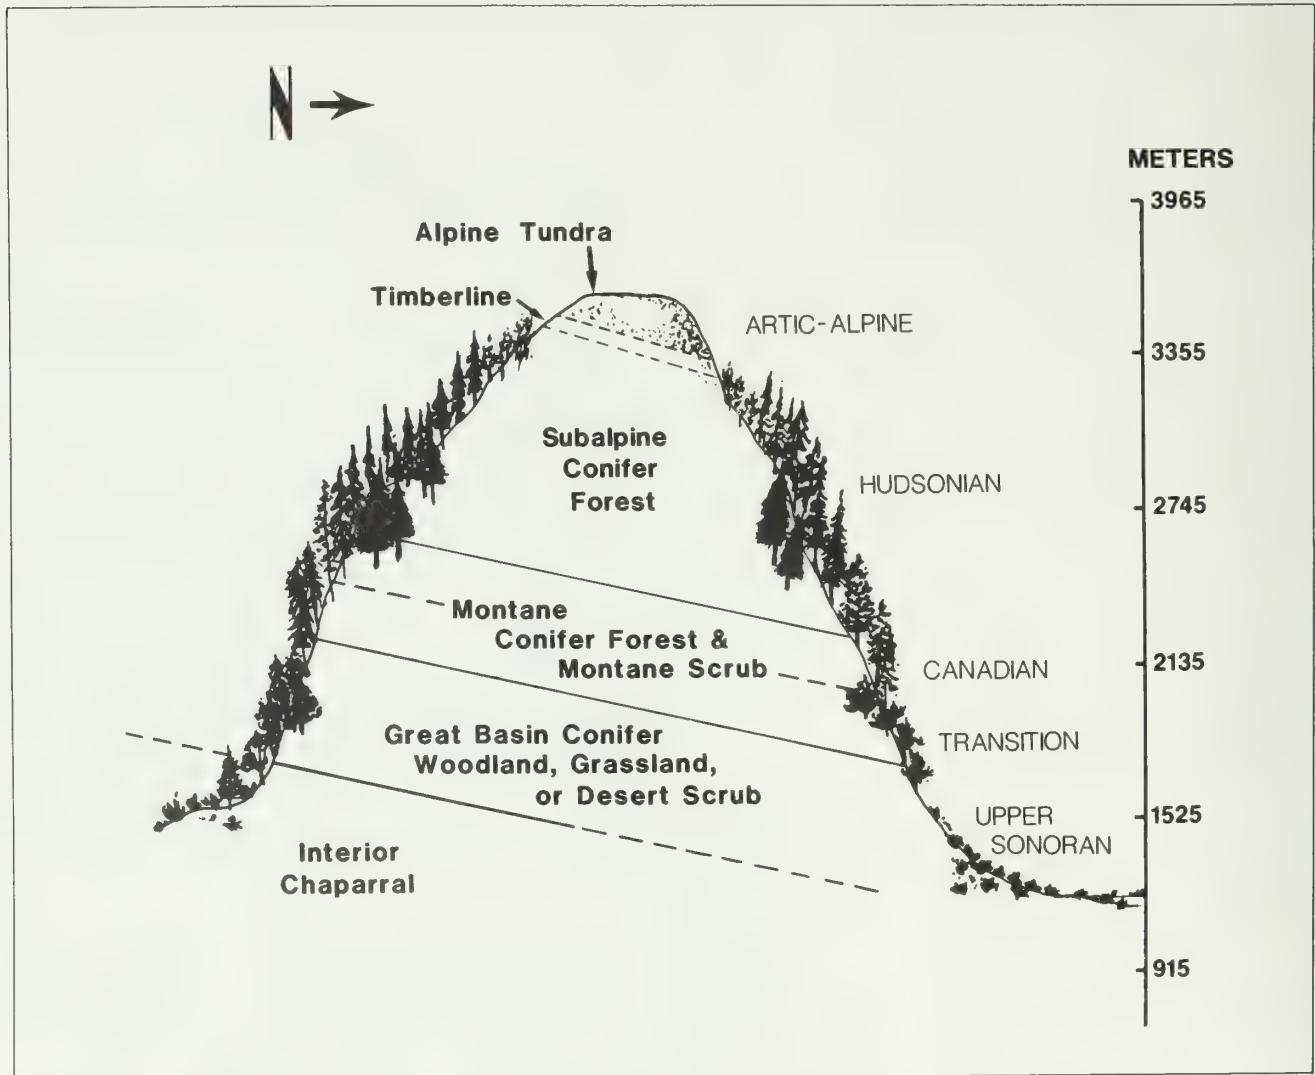 N
METERS
3965
Alpine Tundra
Timberline
ARTIC-ALPINE
3355
Subalpine
Conifer
Forest
HUDSONIAN
2745
Montane
Conifer Forest &
Montane Scrub
CANADIAN
2135
Great Basin Conifer
Woodland, Grassland,
or Desert Scrub
TRANSITION
UPPER
SONORAN
1525
Interior
Chaparral
915